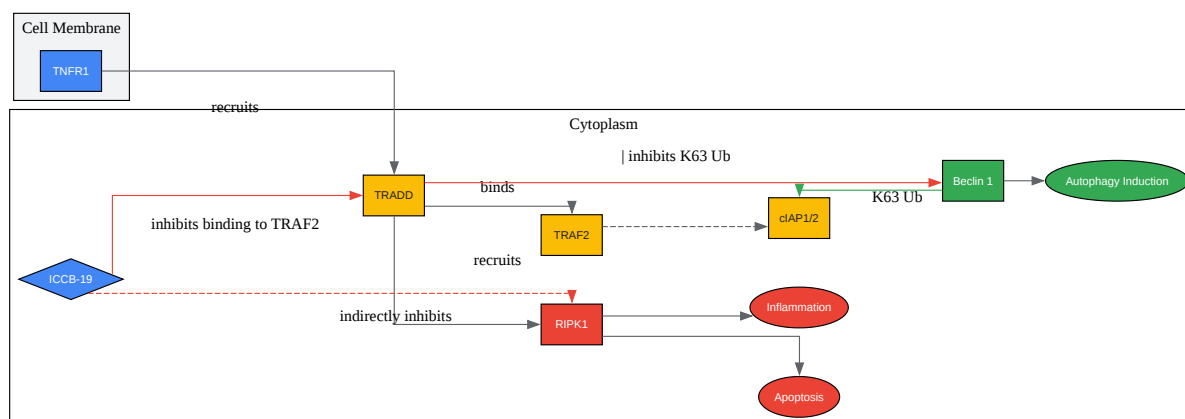 Cell Membrane
TNFR1
recruits
Cytoplasm
| inhibits K63 Ub
TRADD
binds
Beclin 1
Autophagy Induction
K63 Ub
inhibits binding to TRAF2
TRAF2
cIAP1/2
recruits
ICCB-19
indirectly inhibits
RIPK1
Inflammation
Apoptosis